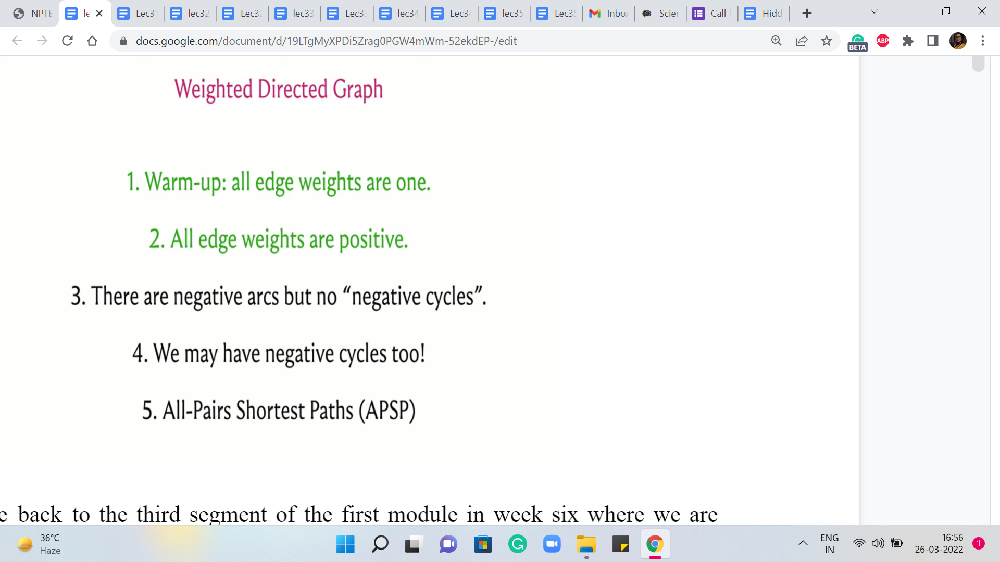 NPTE
le
Lec3
lec32
Lec3
lec33
Lec3
lec34
Lec3
lec35
Lec3
Inbo
Scien
Call f
Hidd
docs.google.com/document/d/19LTgMyXPDi5Zrag0PGW4mWm-52ekdEP-/edit
BETA
ABP
Weighted Directed Graph
1. Warm-up: all edge weights are one.
2. All edge weights are positive.
3. There are negative arcs but no “negative cycles”.
4. We may have negative cycles too!
5. All-Pairs Shortest Paths (APSP)
e back to the third segment of the first module in week six where we are
36°C
Haze
ENG
IN
16:56
26-03-2022
1